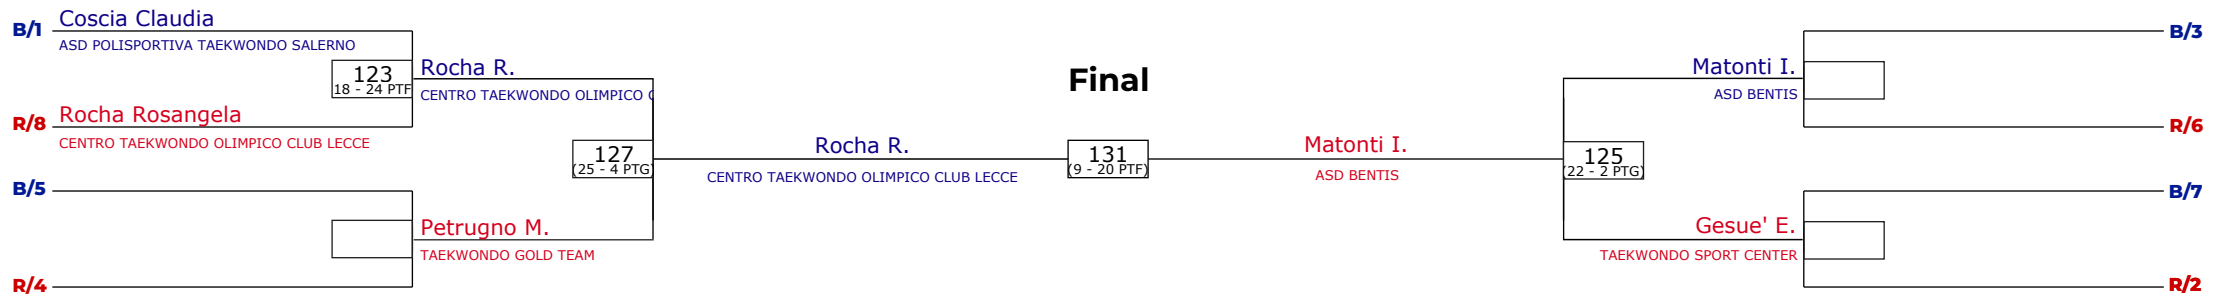 B/1
Coscia Claudia
ASD POLISPORTIVA TAEKWONDO SALERNO
123
18 - 24 PTF
Rocha R.
CENTRO TAEKWONDO OLIMPICO
R/8
Rocha Rosangela
CENTRO TAEKWONDO OLIMPICO CLUB LECCE
127
(25 - 4 PTG)
B/5
Petrugno M.
TAEKWONDO GOLD TEAM
R/4
Final
Rocha R.
CENTRO TAEKWONDO OLIMPICO CLUB LECCE
131
(9 - 20 PTF)
Matonti I.
ASD BENTIS
125
(22 - 2 PTG)
Matonti I.
ASD BENTIS
B/3
R/6
Gesue' E.
TAEKWONDO SPORT CENTER
B/7
R/2